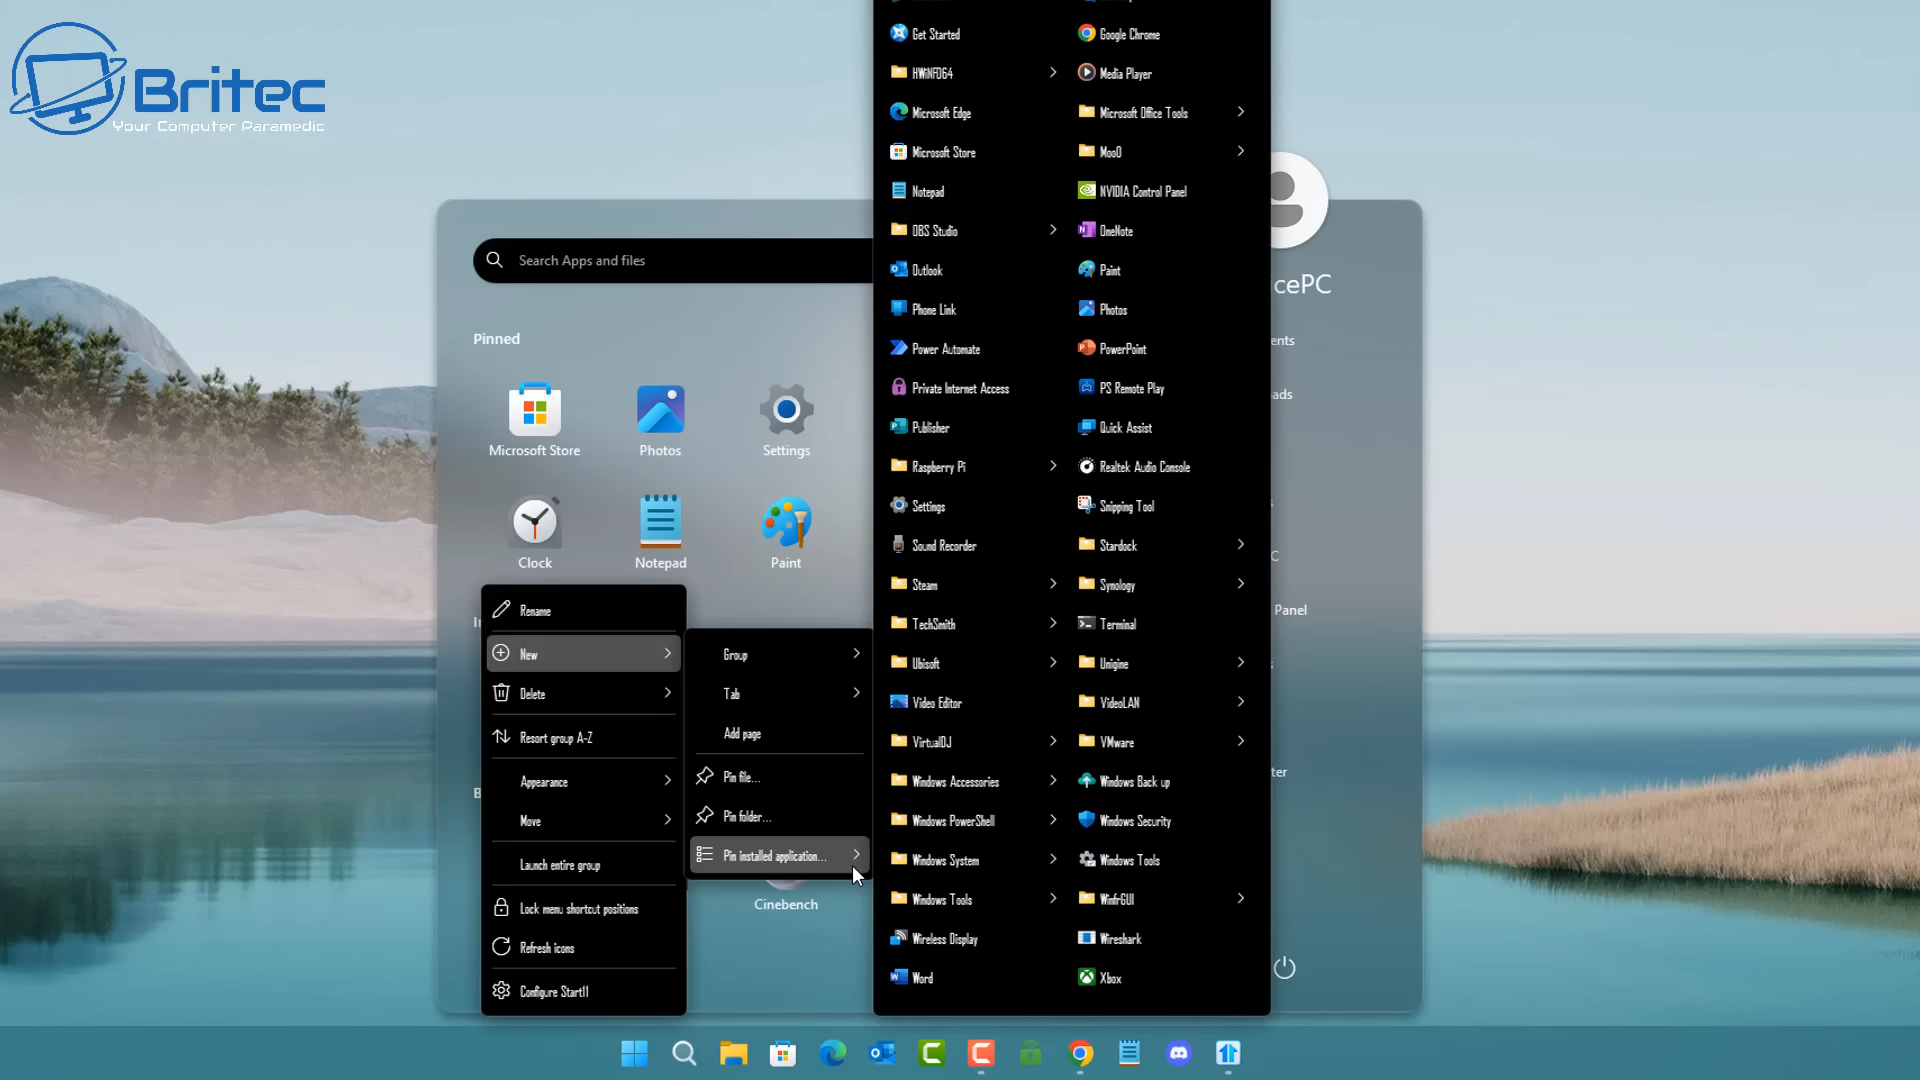 Britec
Your Computer Paramedic
Get Started
Google Chrome
HWiNFO64
Media Player
Microsoft Edge
Microsoft Office Tools
Microsoft Store
Moo0
Notepad
NVIDIA Control Panel
OBS Studio
OneNote
Outlook
Paint
Phone Link
Photos
Power Automate
PowerPoint
Private Internet Access
PS Remote Play
Publisher
Quick Assist
Raspberry Pi
Realtek Audio Console
Settings
Snipping Tool
Sound Recorder
Stardock
Steam
Synology
TechSmith
Terminal
Ubisoft
Unigine
Video Editor
VideoLAN
VirtualDJ
VMware
Windows Accessories
Windows Back up
Windows PowerShell
Windows Security
Windows System
Windows Tools
Windows Tools
WinfrGUI
Wireless Display
Wireshark
Word
Xbox
Search Apps and files
Pinned
Microsoft Store
Photos
Settings
Clock
Notepad
Paint
Cinebench
Rename
New
Delete
Resort group A-Z
Appearance
Move
Launch entire group
Lock menu shortcut positions
Refresh icons
Configure Start11
Group
Tab
Add page
Pin file...
Pin folder...
Pin installed application...
icePC
ents
ads
C
Panel
ter